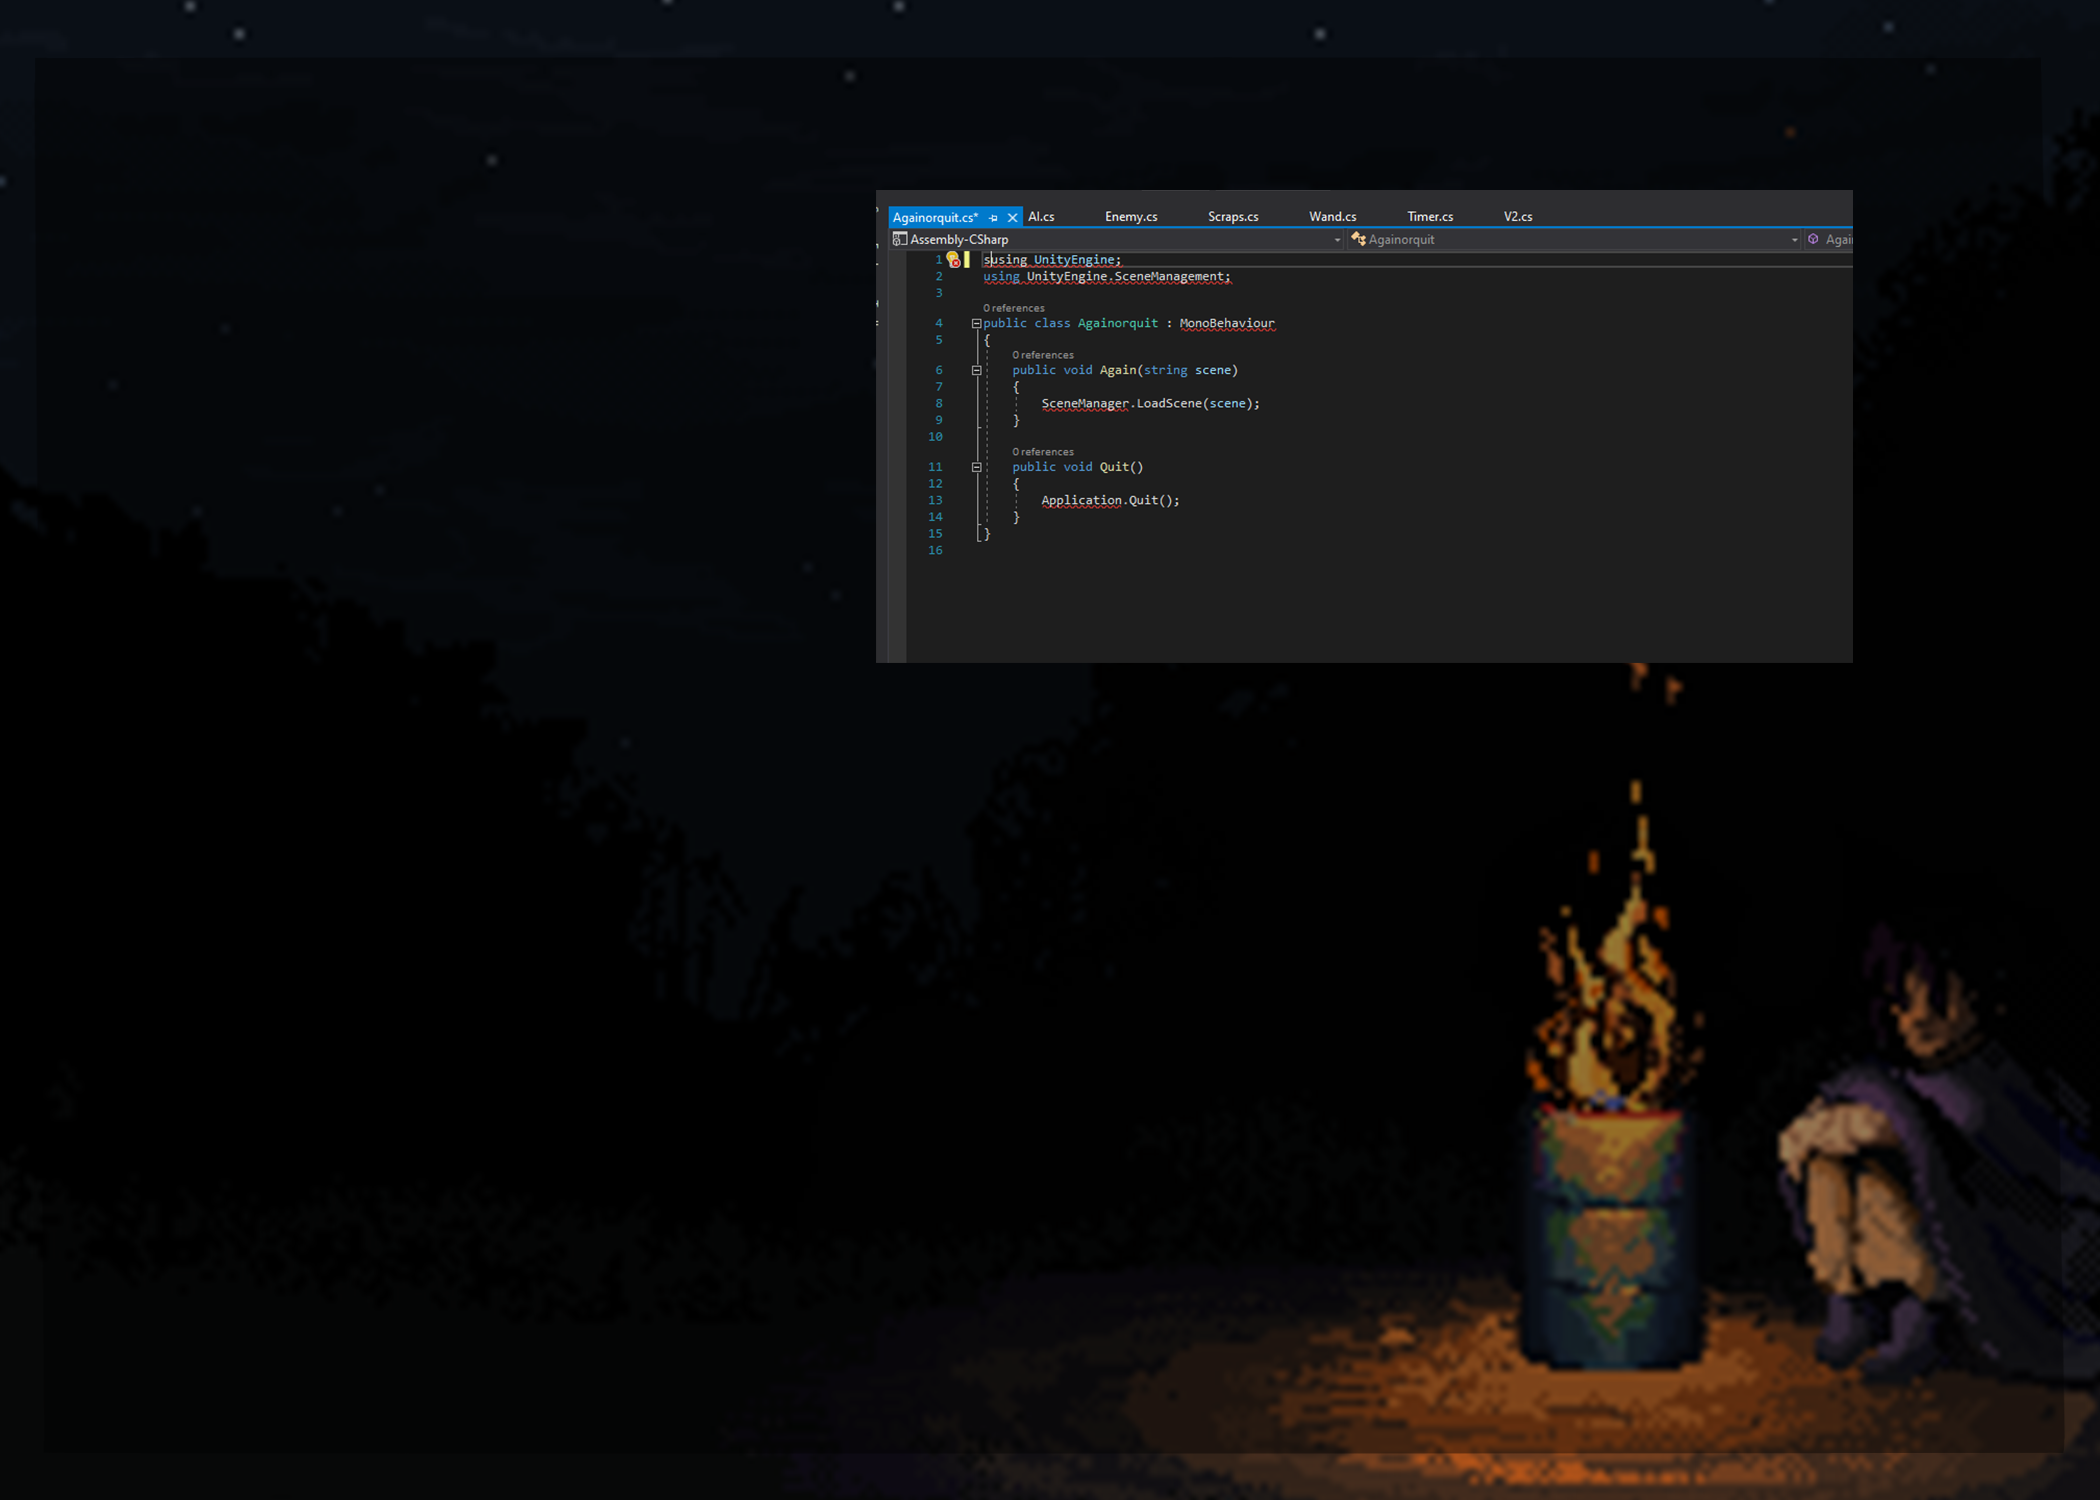 Againorquit.cs* AI.cs Enemy.cs Scraps.cs Wand.cs Timer.cs V2.cs
Assembly-CSharp Againorquit Agai
1 susing UnityEngine;
2 using UnityEngine.SceneManagement;
3
0 references
4 public class Againorquit : MonoBehaviour
5 {
0 references
6 public void Again(string scene)
7 {
8 SceneManager.LoadScene(scene);
9 }
10
0 references
11 public void Quit()
12 {
13 Application.Quit();
14 }
15 }
16